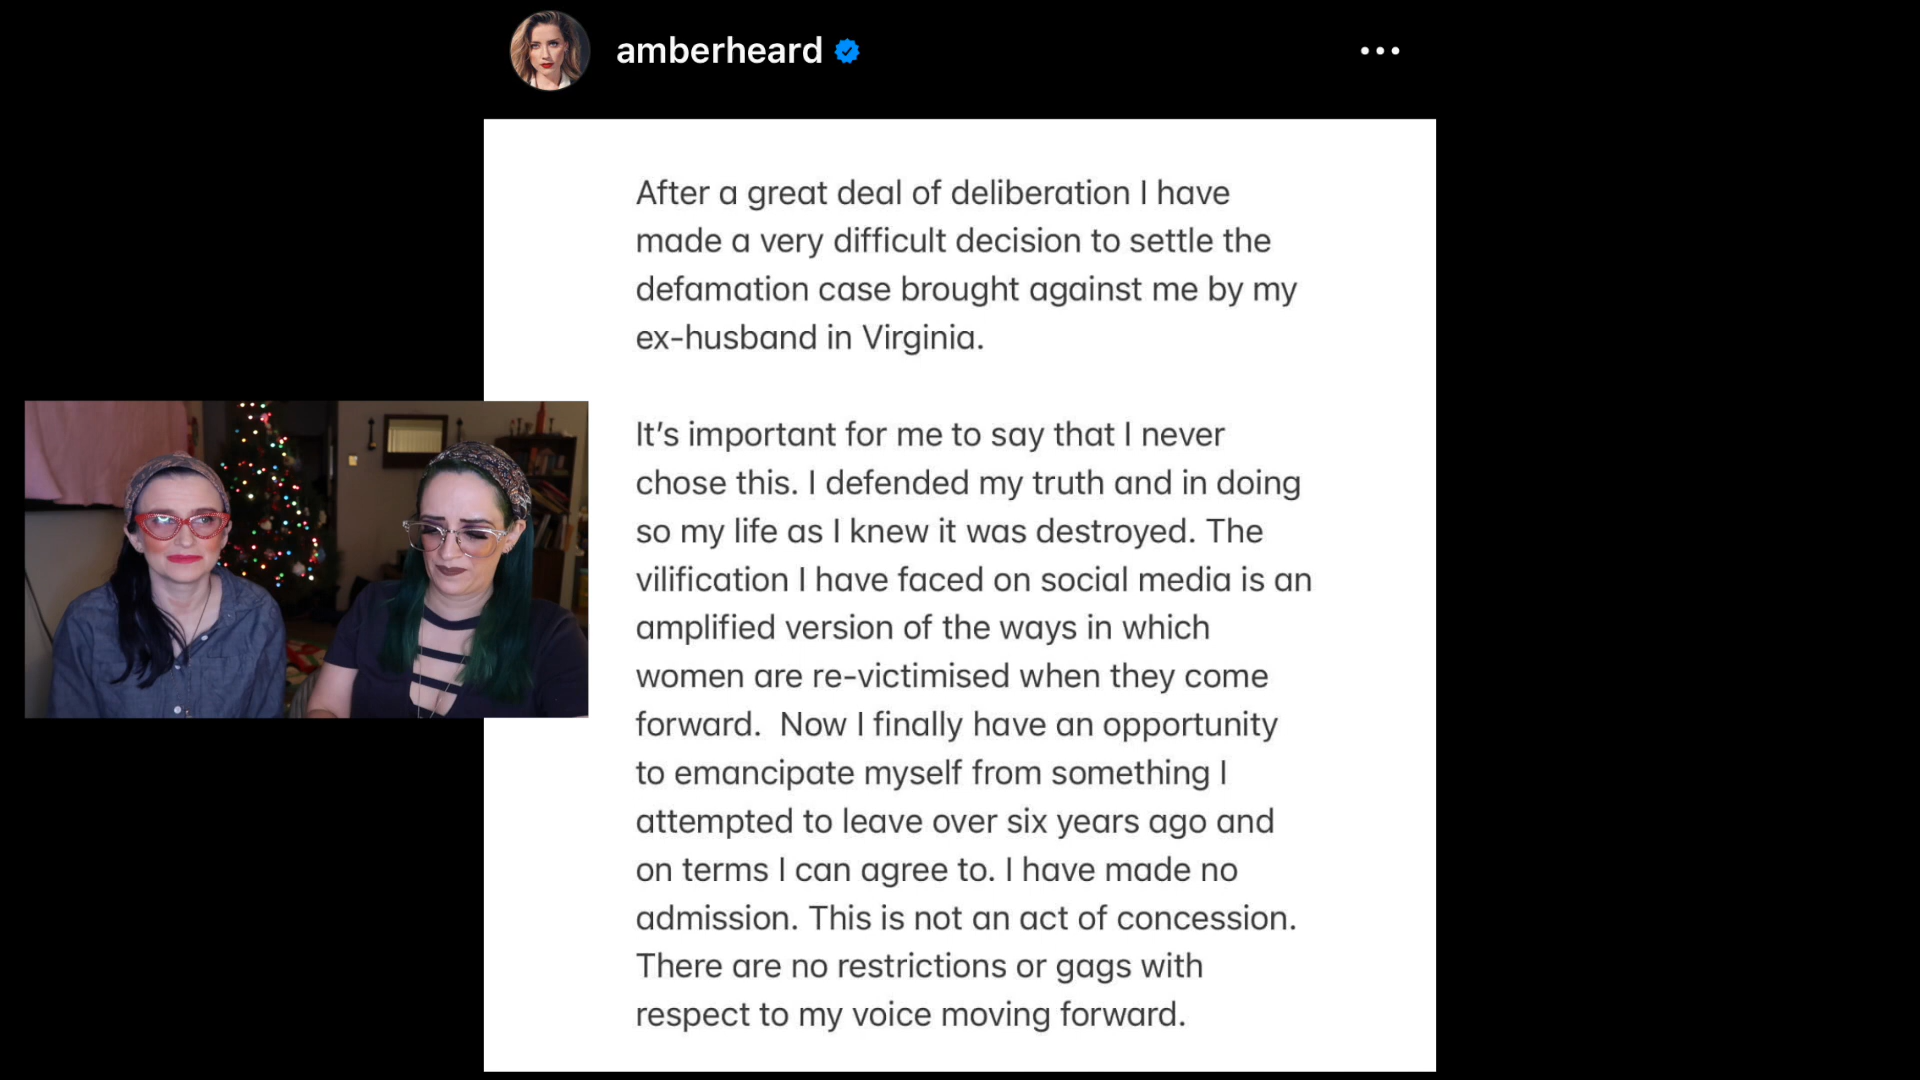 amberheard
After a great deal of deliberation I have
made a very difficult decision to settle the
defamation case brought against me by my
ex-husband in Virginia.
It’s important for me to say that I never
chose this. I defended my truth and in doing
so my life as I knew it was destroyed. The
vilification I have faced on social media is an
amplified version of the ways in which
women are re-victimised when they come
forward.  Now I finally have an opportunity
to emancipate myself from something I
attempted to leave over six years ago and
on terms I can agree to. I have made no
admission. This is not an act of concession.
There are no restrictions or gags with
respect to my voice moving forward.